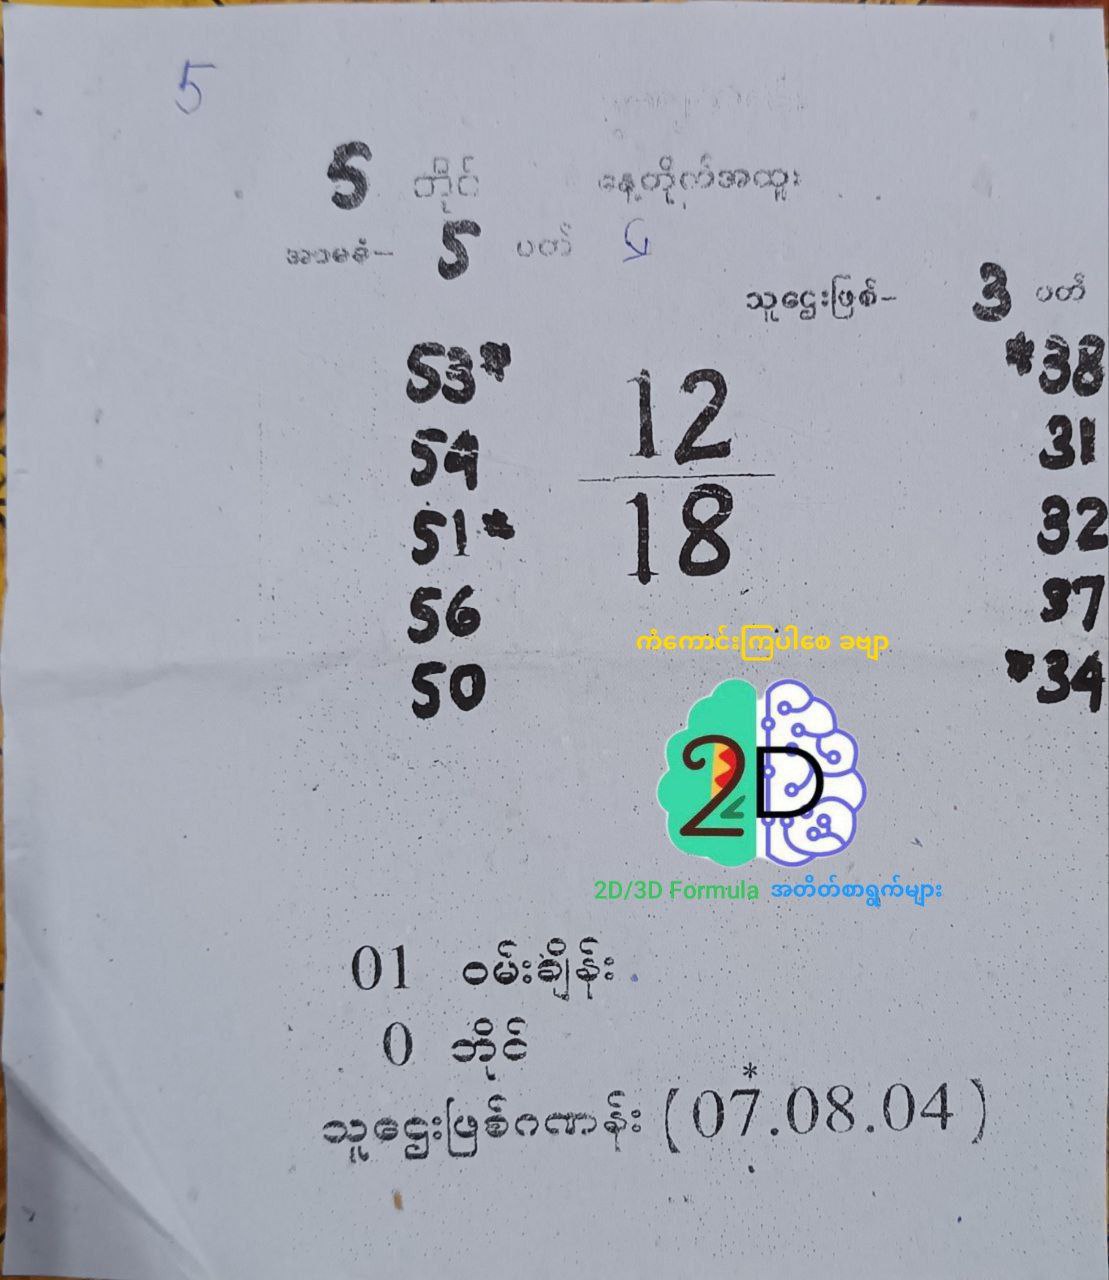 5
5 ဘိုင် နေ့တိုက်အထူး
အာမခံ- 5 ပတ် 5
သူဌေးဖြစ်- 3 ပတ်
53* 12 *38
54 31
51* 18 32
56 37
ကံကောင်းကြပါစေ ခဗျာ
50 *34
2D
2D/3D Formula အတိတ်စာရွက်များ
01 ဝမ်းချိန်း
0 ဘိုင်
သူဌေးဖြစ်ဂဏန်း (07.*08.04)